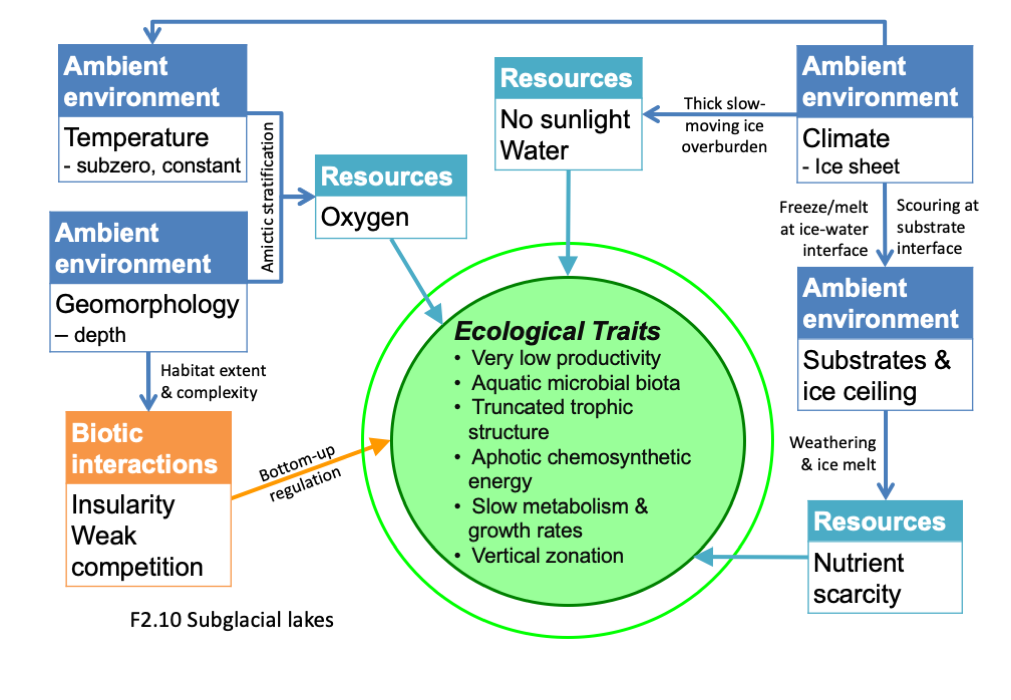 Ambient
environment
Temperature
- subzero, constant
Ambient
environment
Geomorphology
– depth
Amictic stratification
Resources
Oxygen
Habitat extent
& complexity
Biotic
interactions
Insularity
Weak
competition
Bottom-up
regulation
Resources
No sunlight
Water
Thick slow-
moving ice
overburden
Ambient
environment
Climate
- Ice sheet
Freeze/melt
at ice-water
interface
Scouring at
substrate
interface
Ambient
environment
Substrates &
ice ceiling
Weathering
& ice melt
Resources
Nutrient
scarcity
Ecological Traits
• Very low productivity
• Aquatic microbial biota
• Truncated trophic
structure
• Aphotic chemosynthetic
energy
• Slow metabolism &
growth rates
• Vertical zonation
F2.10 Subglacial lakes